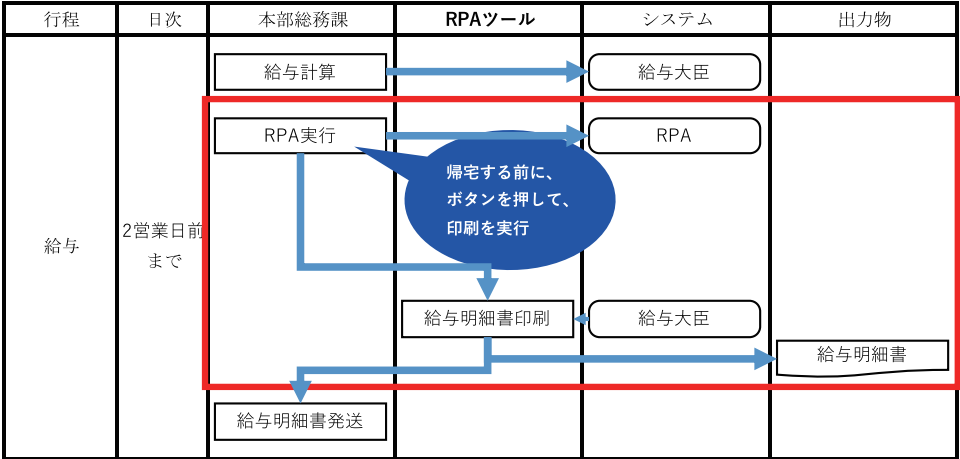 行程
日次
本部総務課
RPAツール
システム
出力物
給与
2営業日前
まで
給与計算
給与大臣
RPA実行
RPA
帰宅する前に、
ボタンを押して、
印刷を実行
給与明細書印刷
給与大臣
給与明細書
給与明細書発送